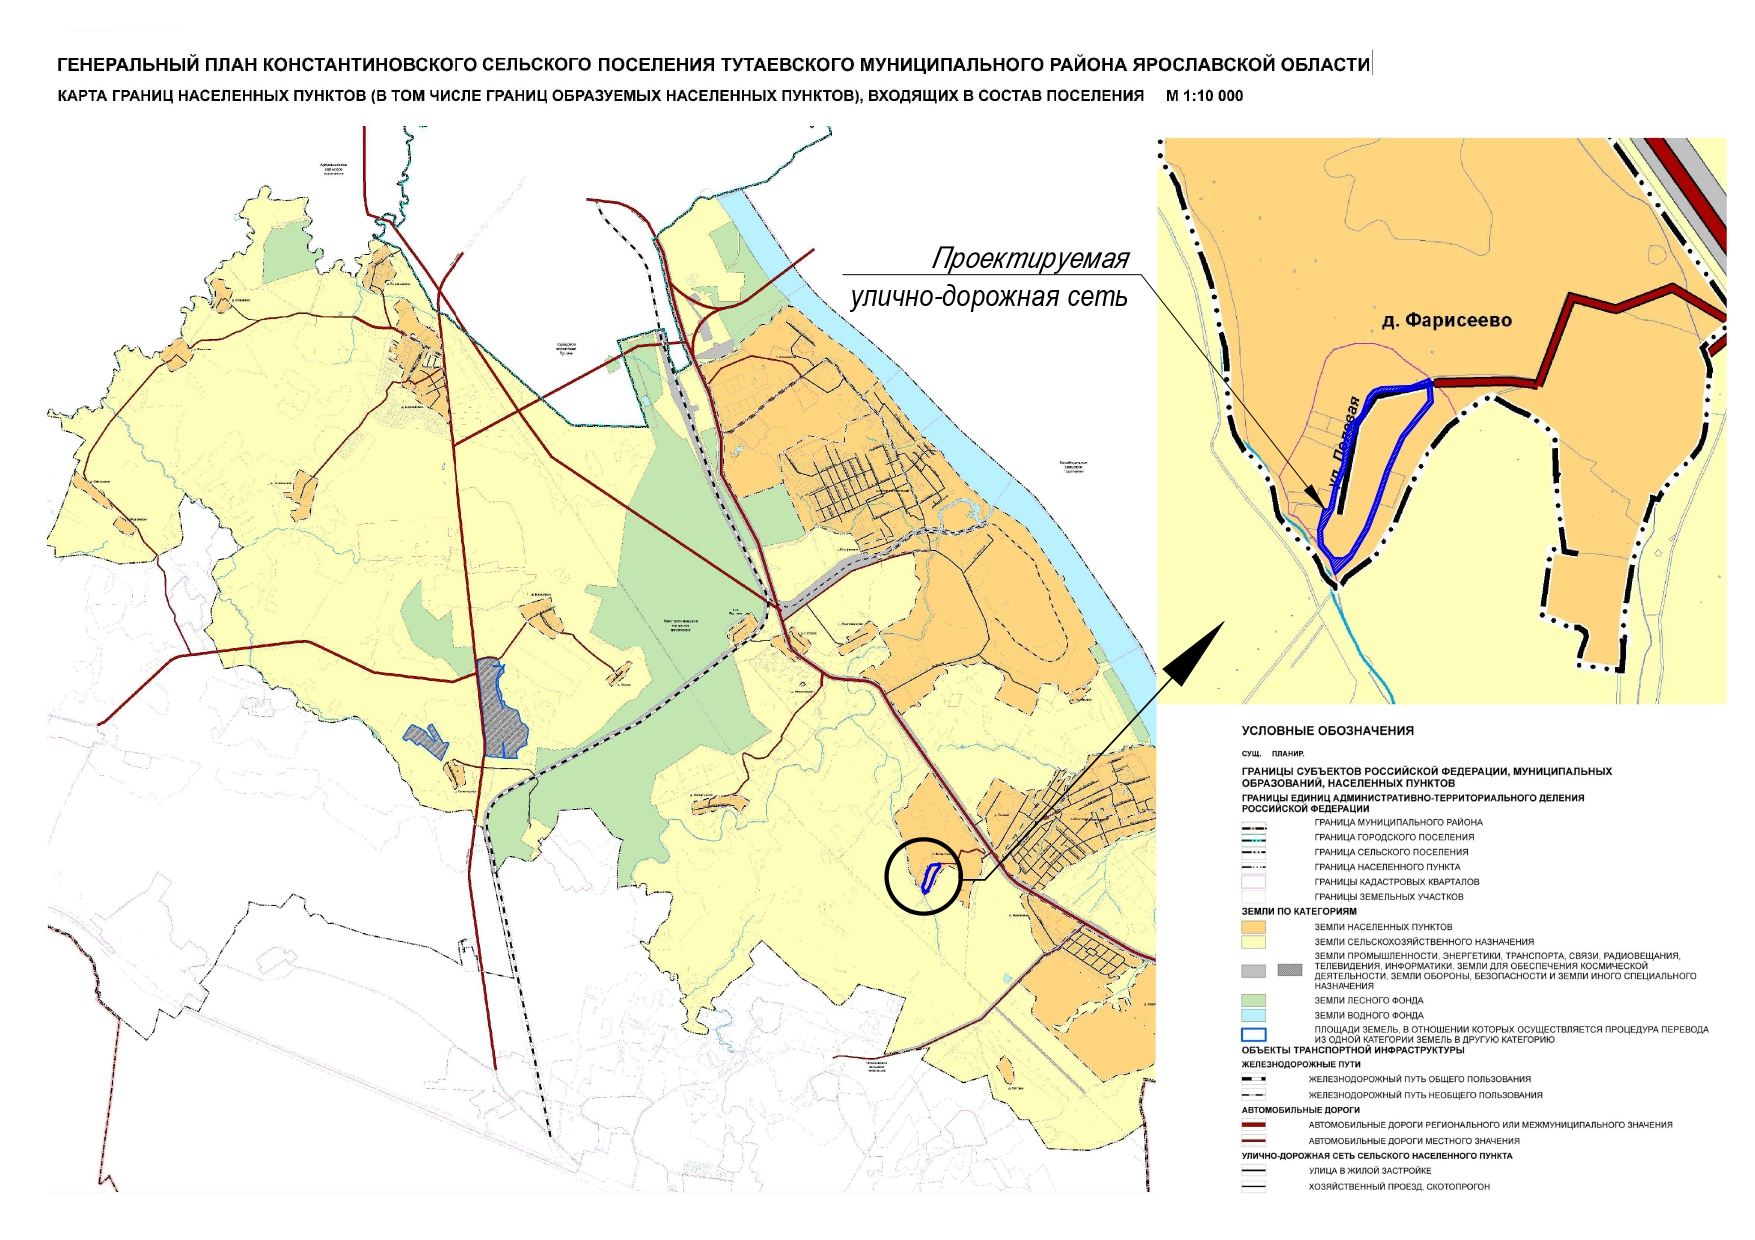 ГЕНЕРАЛЬНЫЙ ПЛАН КОНСТАНТИНОВСКОГО СЕЛЬСКОГО ПОСЕЛЕНИЯ ТУТАЕВСКОГО МУНИЦИПАЛЬНОГО РАЙОНА ЯРОСЛАВСКОЙ ОБЛАСТИ
КАРТА ГРАНИЦ НАСЕЛЕННЫХ ПУНКТОВ (В ТОМ ЧИСЛЕ ГРАНИЦ ОБРАЗУЕМЫХ НАСЕЛЕННЫХ ПУНКТОВ), ВХОДЯЩИХ В СОСТАВ ПОСЕЛЕНИЯ М 1:10 000
Проектируемая
улично-дорожная сеть
д. Фарисеево
ул. Полевая
УСЛОВНЫЕ ОБОЗНАЧЕНИЯ
СУЩ. ПЛАНИР.
ГРАНИЦЫ СУБЪЕКТОВ РОССИЙСКОЙ ФЕДЕРАЦИИ, МУНИЦИПАЛЬНЫХ
ОБРАЗОВАНИЙ, НАСЕЛЕННЫХ ПУНКТОВ
ГРАНИЦЫ ЕДИНИЦ АДМИНИСТРАТИВНО-ТЕРРИТОРИАЛЬНОГО ДЕЛЕНИЯ
РОССИЙСКОЙ ФЕДЕРАЦИИ
ГРАНИЦА МУНИЦИПАЛЬНОГО РАЙОНА
ГРАНИЦА ГОРОДСКОГО ПОСЕЛЕНИЯ
ГРАНИЦА СЕЛЬСКОГО ПОСЕЛЕНИЯ
ГРАНИЦА НАСЕЛЕННОГО ПУНКТА
ГРАНИЦЫ КАДАСТРОВЫХ КВАРТАЛОВ
ГРАНИЦЫ ЗЕМЕЛЬНЫХ УЧАСТКОВ
ЗЕМЛИ ПО КАТЕГОРИЯМ
ЗЕМЛИ НАСЕЛЕННЫХ ПУНКТОВ
ЗЕМЛИ СЕЛЬСКОХОЗЯЙСТВЕННОГО НАЗНАЧЕНИЯ
ЗЕМЛИ ПРОМЫШЛЕННОСТИ, ЭНЕРГЕТИКИ, ТРАНСПОРТА, СВЯЗИ, РАДИОВЕЩАНИЯ,
ТЕЛЕВИДЕНИЯ, ИНФОРМАТИКИ, ЗЕМЛИ ДЛЯ ОБЕСПЕЧЕНИЯ КОСМИЧЕСКОЙ
ДЕЯТЕЛЬНОСТИ, ЗЕМЛИ ОБОРОНЫ, БЕЗОПАСНОСТИ И ЗЕМЛИ ИНОГО СПЕЦИАЛЬНОГО
НАЗНАЧЕНИЯ
ЗЕМЛИ ЛЕСНОГО ФОНДА
ЗЕМЛИ ВОДНОГО ФОНДА
ПЛОЩАДИ ЗЕМЕЛЬ, В ОТНОШЕНИИ КОТОРЫХ ОСУЩЕСТВЛЯЕТСЯ ПРОЦЕДУРА ПЕРЕВОДА
ИЗ ОДНОЙ КАТЕГОРИИ ЗЕМЕЛЬ В ДРУГУЮ КАТЕГОРИЮ
ОБЪЕКТЫ ТРАНСПОРТНОЙ ИНФРАСТРУКТУРЫ
ЖЕЛЕЗНОДОРОЖНЫЕ ПУТИ
ЖЕЛЕЗНОДОРОЖНЫЙ ПУТЬ ОБЩЕГО ПОЛЬЗОВАНИЯ
ЖЕЛЕЗНОДОРОЖНЫЙ ПУТЬ НЕОБЩЕГО ПОЛЬЗОВАНИЯ
АВТОМОБИЛЬНЫЕ ДОРОГИ
АВТОМОБИЛЬНЫЕ ДОРОГИ РЕГИОНАЛЬНОГО ИЛИ МЕЖМУНИЦИПАЛЬНОГО ЗНАЧЕНИЯ
АВТОМОБИЛЬНЫЕ ДОРОГИ МЕСТНОГО ЗНАЧЕНИЯ
УЛИЧНО-ДОРОЖНАЯ СЕТЬ СЕЛЬСКОГО НАСЕЛЕННОГО ПУНКТА
УЛИЦА В ЖИЛОЙ ЗАСТРОЙКЕ
ХОЗЯЙСТВЕННЫЙ ПРОЕЗД, СКОТОПРОГОН